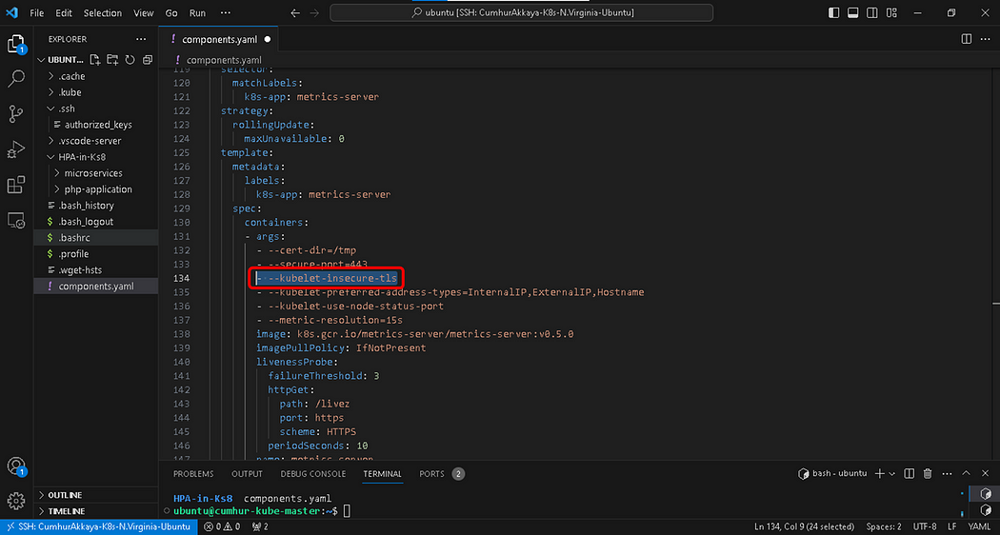 File Edit Selection View Go Run ··· ← → ubuntu [SSH: CumhurAkkaya-K8s-N.Virginia-Ubuntu]
EXPLORER ···
UBUNT...
.cache
.kube
.ssh
authorized_keys
.vscode-server
HPA-in-Ks8
microservices
php-application
.bash_history
$ .bash_logout
$ .bashrc
$ .profile
.wget-hsts
! components.yaml
OUTLINE
TIMELINE
1
1
! components.yaml ●
! components.yaml
119 selector:
120 matchLabels:
121 k8s-app: metrics-server
122 strategy:
123 rollingUpdate:
124 maxUnavailable: 0
125 template:
126 metadata:
127 labels:
128 k8s-app: metrics-server
129 spec:
130 containers:
131 - args:
132 - --cert-dir=/tmp
133 - --secure-port=443
134 - --kubelet-insecure-tls
135 - --kubelet-preferred-address-types=InternalIP,ExternalIP,Hostname
136 - --kubelet-use-node-status-port
137 - --metric-resolution=15s
138 image: k8s.gcr.io/metrics-server/metrics-server:v0.5.0
139 imagePullPolicy: IfNotPresent
140 livenessProbe:
141 failureThreshold: 3
142 httpGet:
143 path: /livez
144 port: https
145 scheme: HTTPS
146 periodSeconds: 10
147 name: metrics-server
PROBLEMS OUTPUT DEBUG CONSOLE TERMINAL PORTS 2 bash - ubuntu
HPA-in-Ks8 components.yaml
ubuntu@cumhur-kube-master:~$
SSH: CumhurAkkaya-K8s-N.Virginia-Ubuntu 0 0 2 Ln 134, Col 9 (24 selected) Spaces: 2 UTF-8 LF YAML